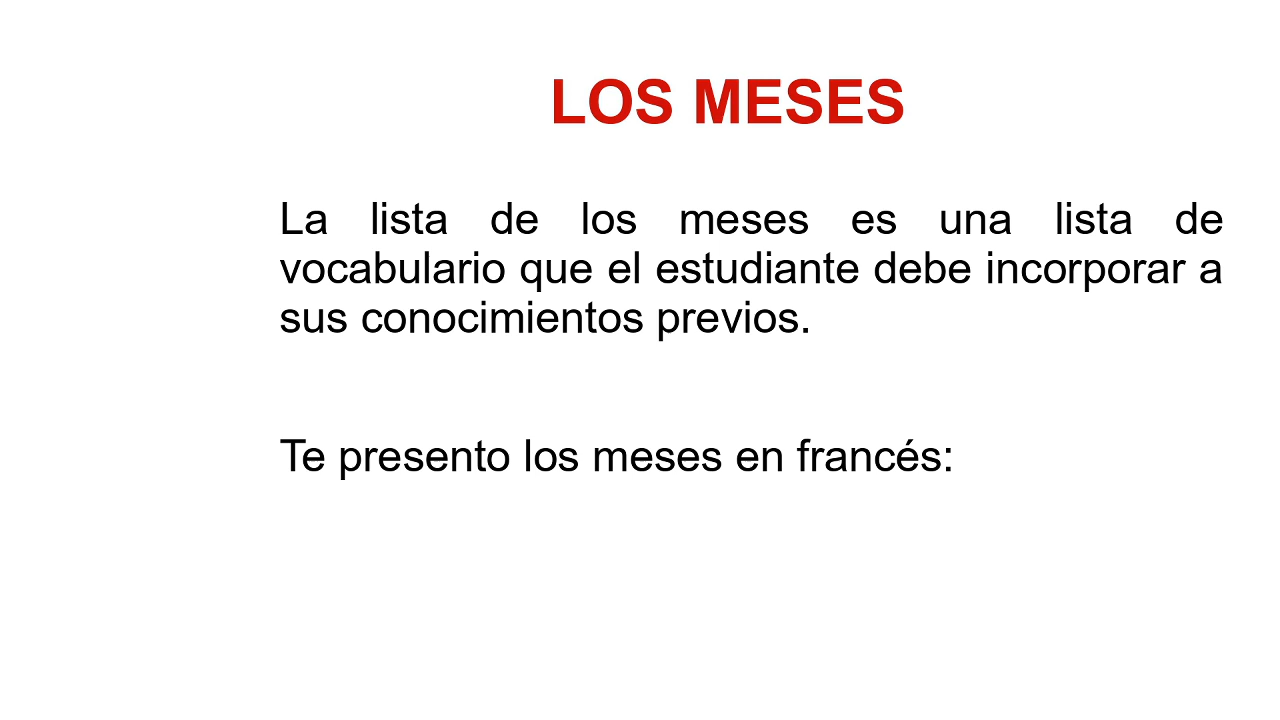 LOS MESES
La lista de los meses es una lista de
vocabulario que el estudiante debe incorporar a
sus conocimientos previos.
Te presento los meses en francés: